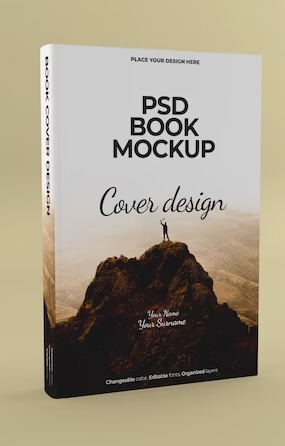 PLACE YOUR DESIGN HERE
PSD
BOOK
MOCKUP
Cover design
Your Name
Your Surname
Changeable color, Editable fonts, Organized layers
BOOK COVER DESIGN